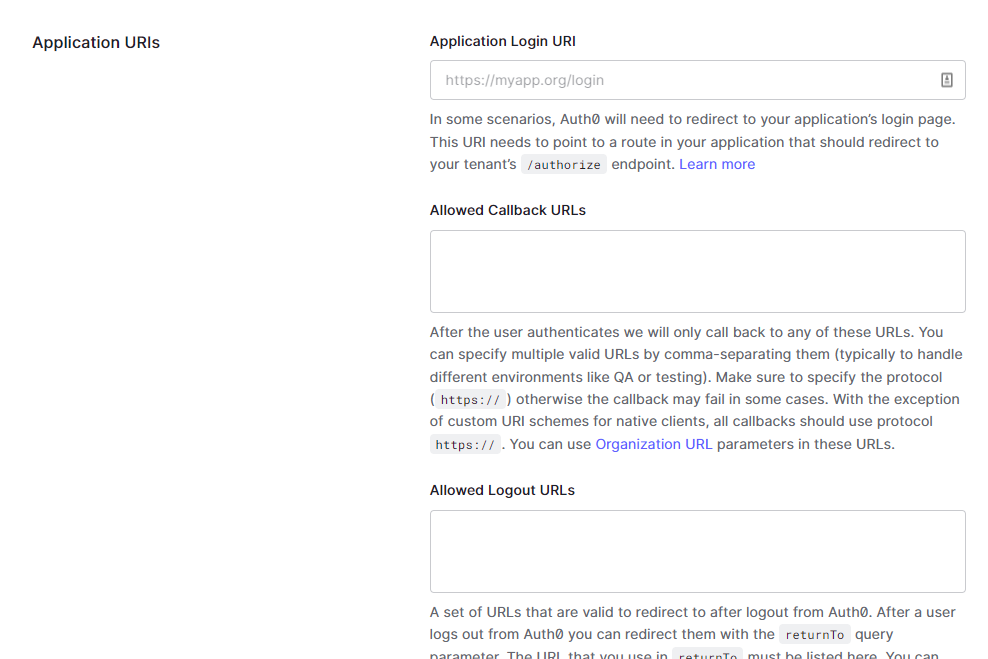 Application URIs
Application Login URI
https://myapp.org/login
In some scenarios, Auth0 will need to redirect to your application’s login page.
This URI needs to point to a route in your application that should redirect to
your tenant’s /authorize endpoint. Learn more
Allowed Callback URLs
After the user authenticates we will only call back to any of these URLs. You
can specify multiple valid URLs by comma-separating them (typically to handle
different environments like QA or testing). Make sure to specify the protocol
( https:// ) otherwise the callback may fail in some cases. With the exception
of custom URI schemes for native clients, all callbacks should use protocol
https:// . You can use Organization URL parameters in these URLs.
Allowed Logout URLs
A set of URLs that are valid to redirect to after logout from Auth0. After a user
logs out from Auth0 you can redirect them with the returnTo query
parameter. The URL that you use in returnTo must be listed here. You can